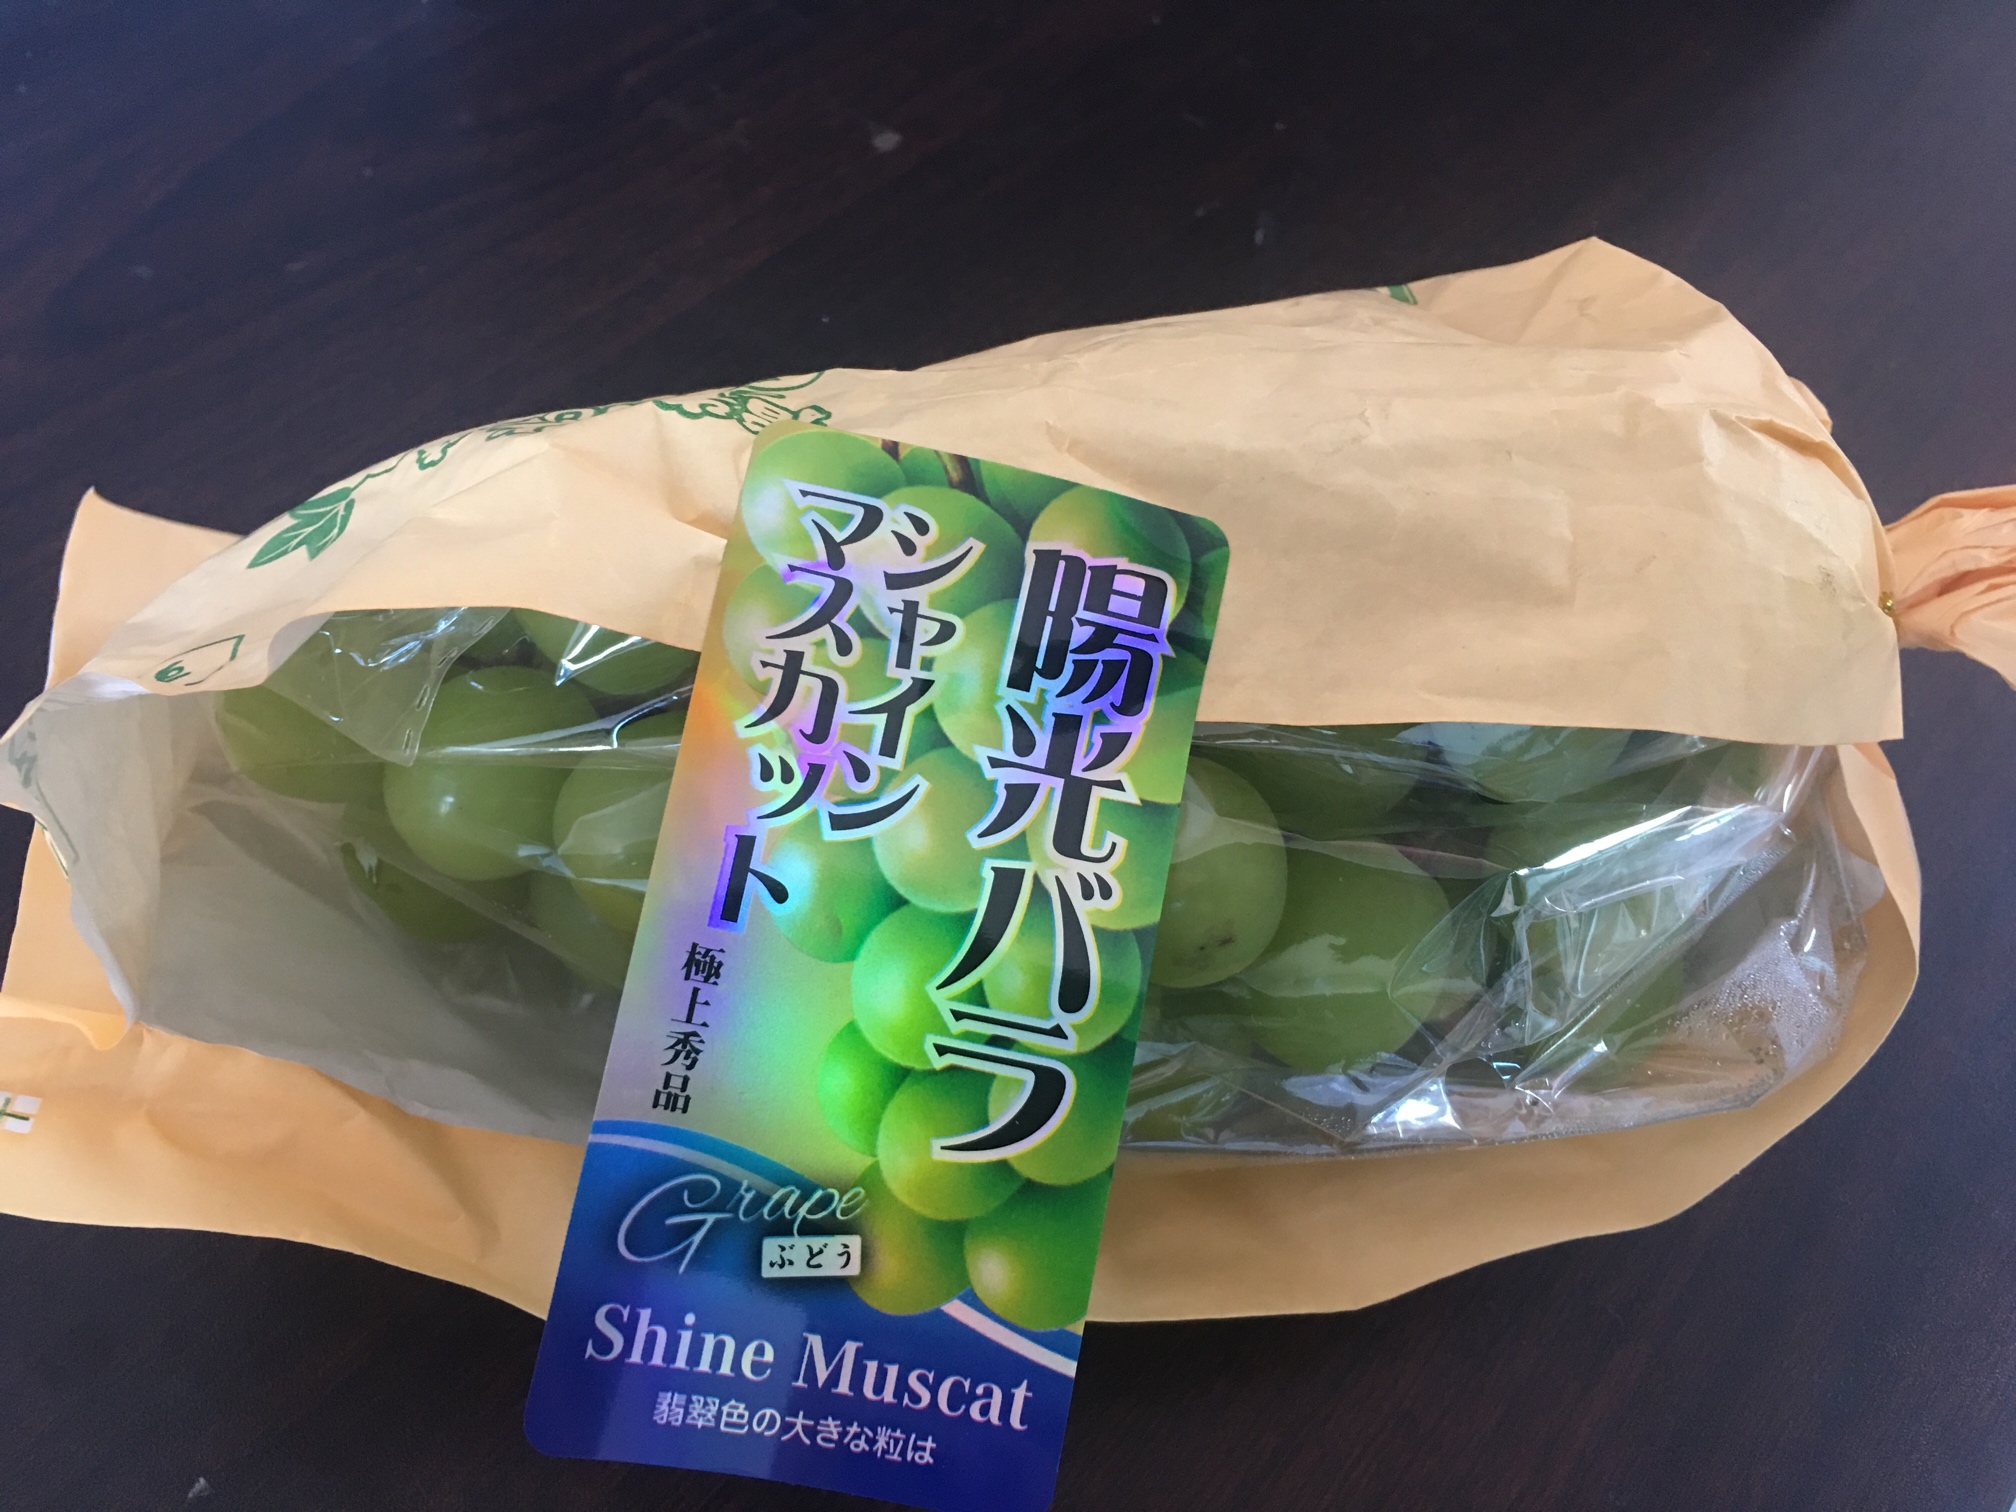 陽光バラ
シャイン
マスカット
極上秀品
Grape
ぶどう
Shine Muscat
翡翠色の大きな粒は